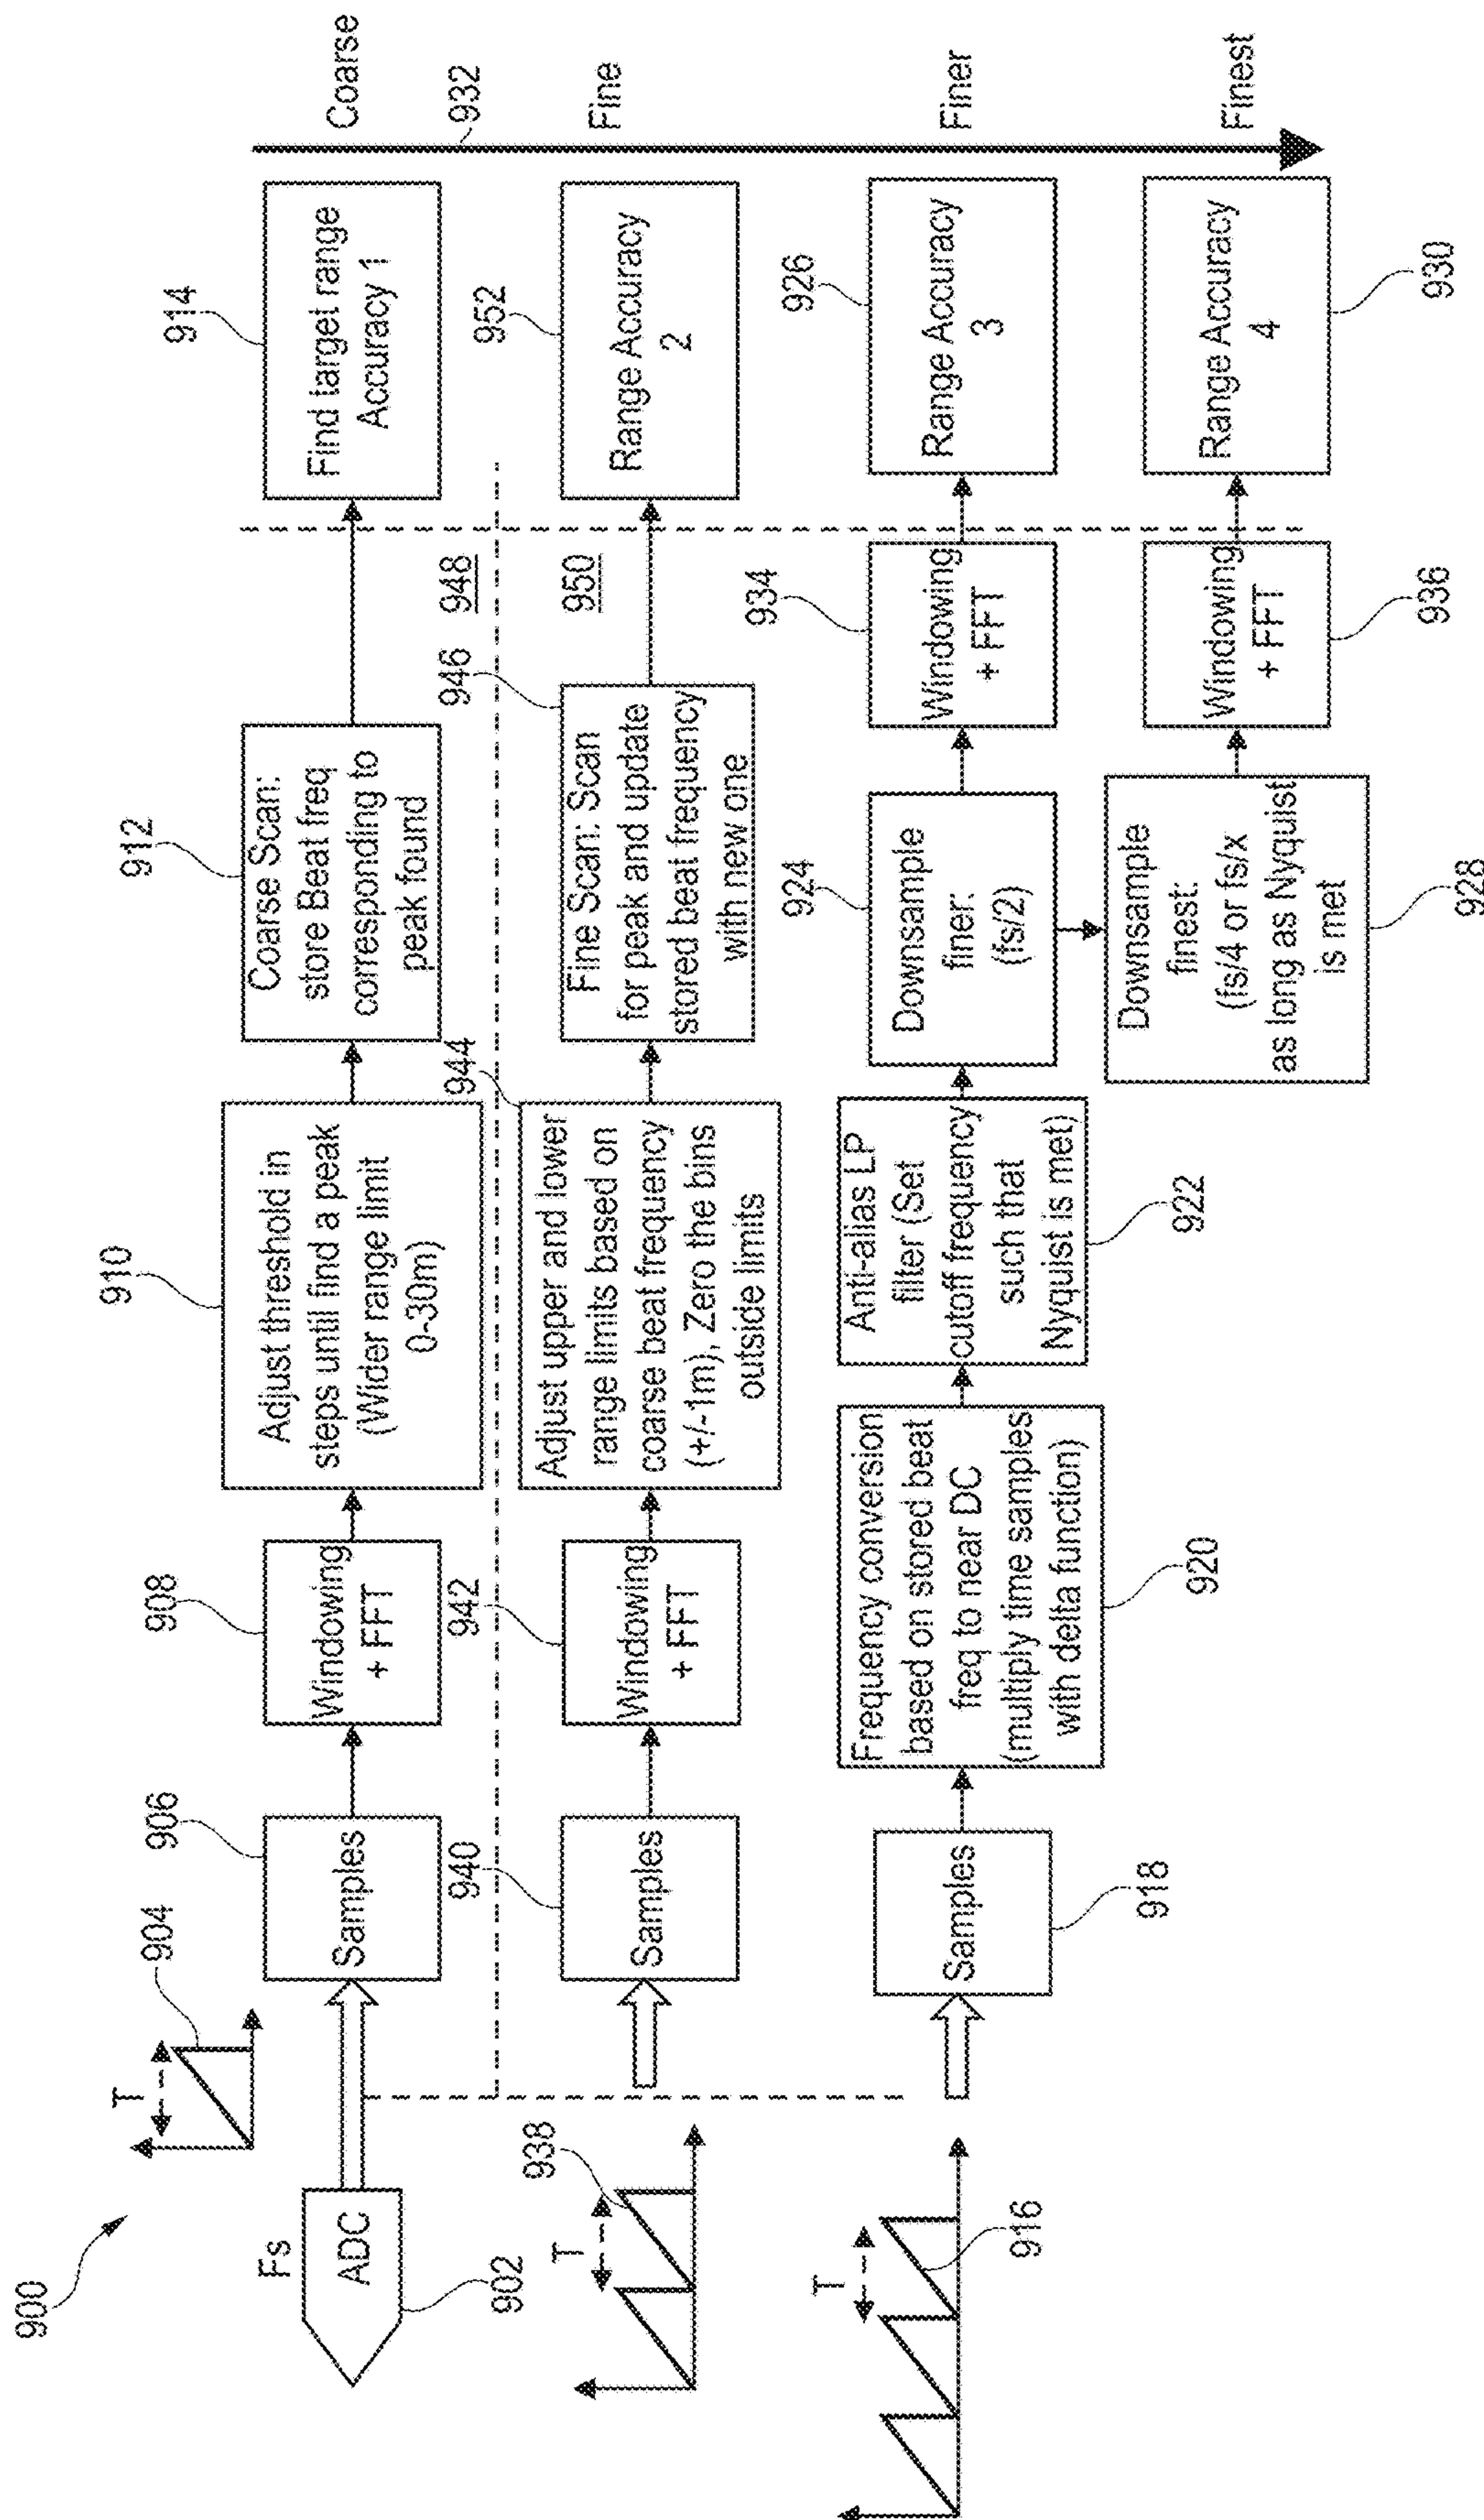 900
Fs
ADC
902
T
904
906
Samples
908
Windowing
+ FFT
910
Adjust threshold in
steps until find a peak
(Wider range limit
0-30m)
912
Coarse Scan:
store Beat freq
corresponding to
peak found
914
Find target range
Accuracy 1
Coarse
932
948
T
938
940
Samples
942
Windowing
+ FFT
944
Adjust upper and lower
range limits based on
coarse beat frequency
(+/-1m), Zero the bins
outside limits
946
Fine Scan: Scan
for peak and update
stored beat frequency
with new one
950
952
Range Accuracy
2
Fine
T
916
Samples
918
Frequency conversion
based on stored beat
freq to near DC
(multiply time samples
with delta function)
920
Anti-alias LP
filter (Set
cutoff frequency
such that
Nyquist is met)
922
924
Downsample
finer:
(fs/2)
934
Windowing
+ FFT
926
Range Accuracy
3
Finer
Downsample
finest:
(fs/4 or fs/x
as long as Nyquist
is met
928
Windowing
+ FFT
936
Range Accuracy
4
930
Finest